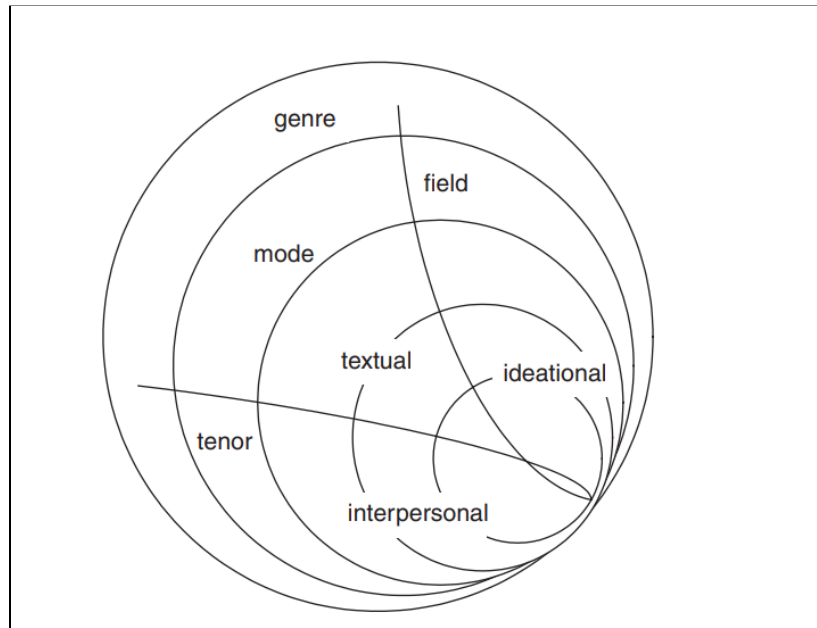 genre
field
mode
textual
ideational
tenor
interpersonal